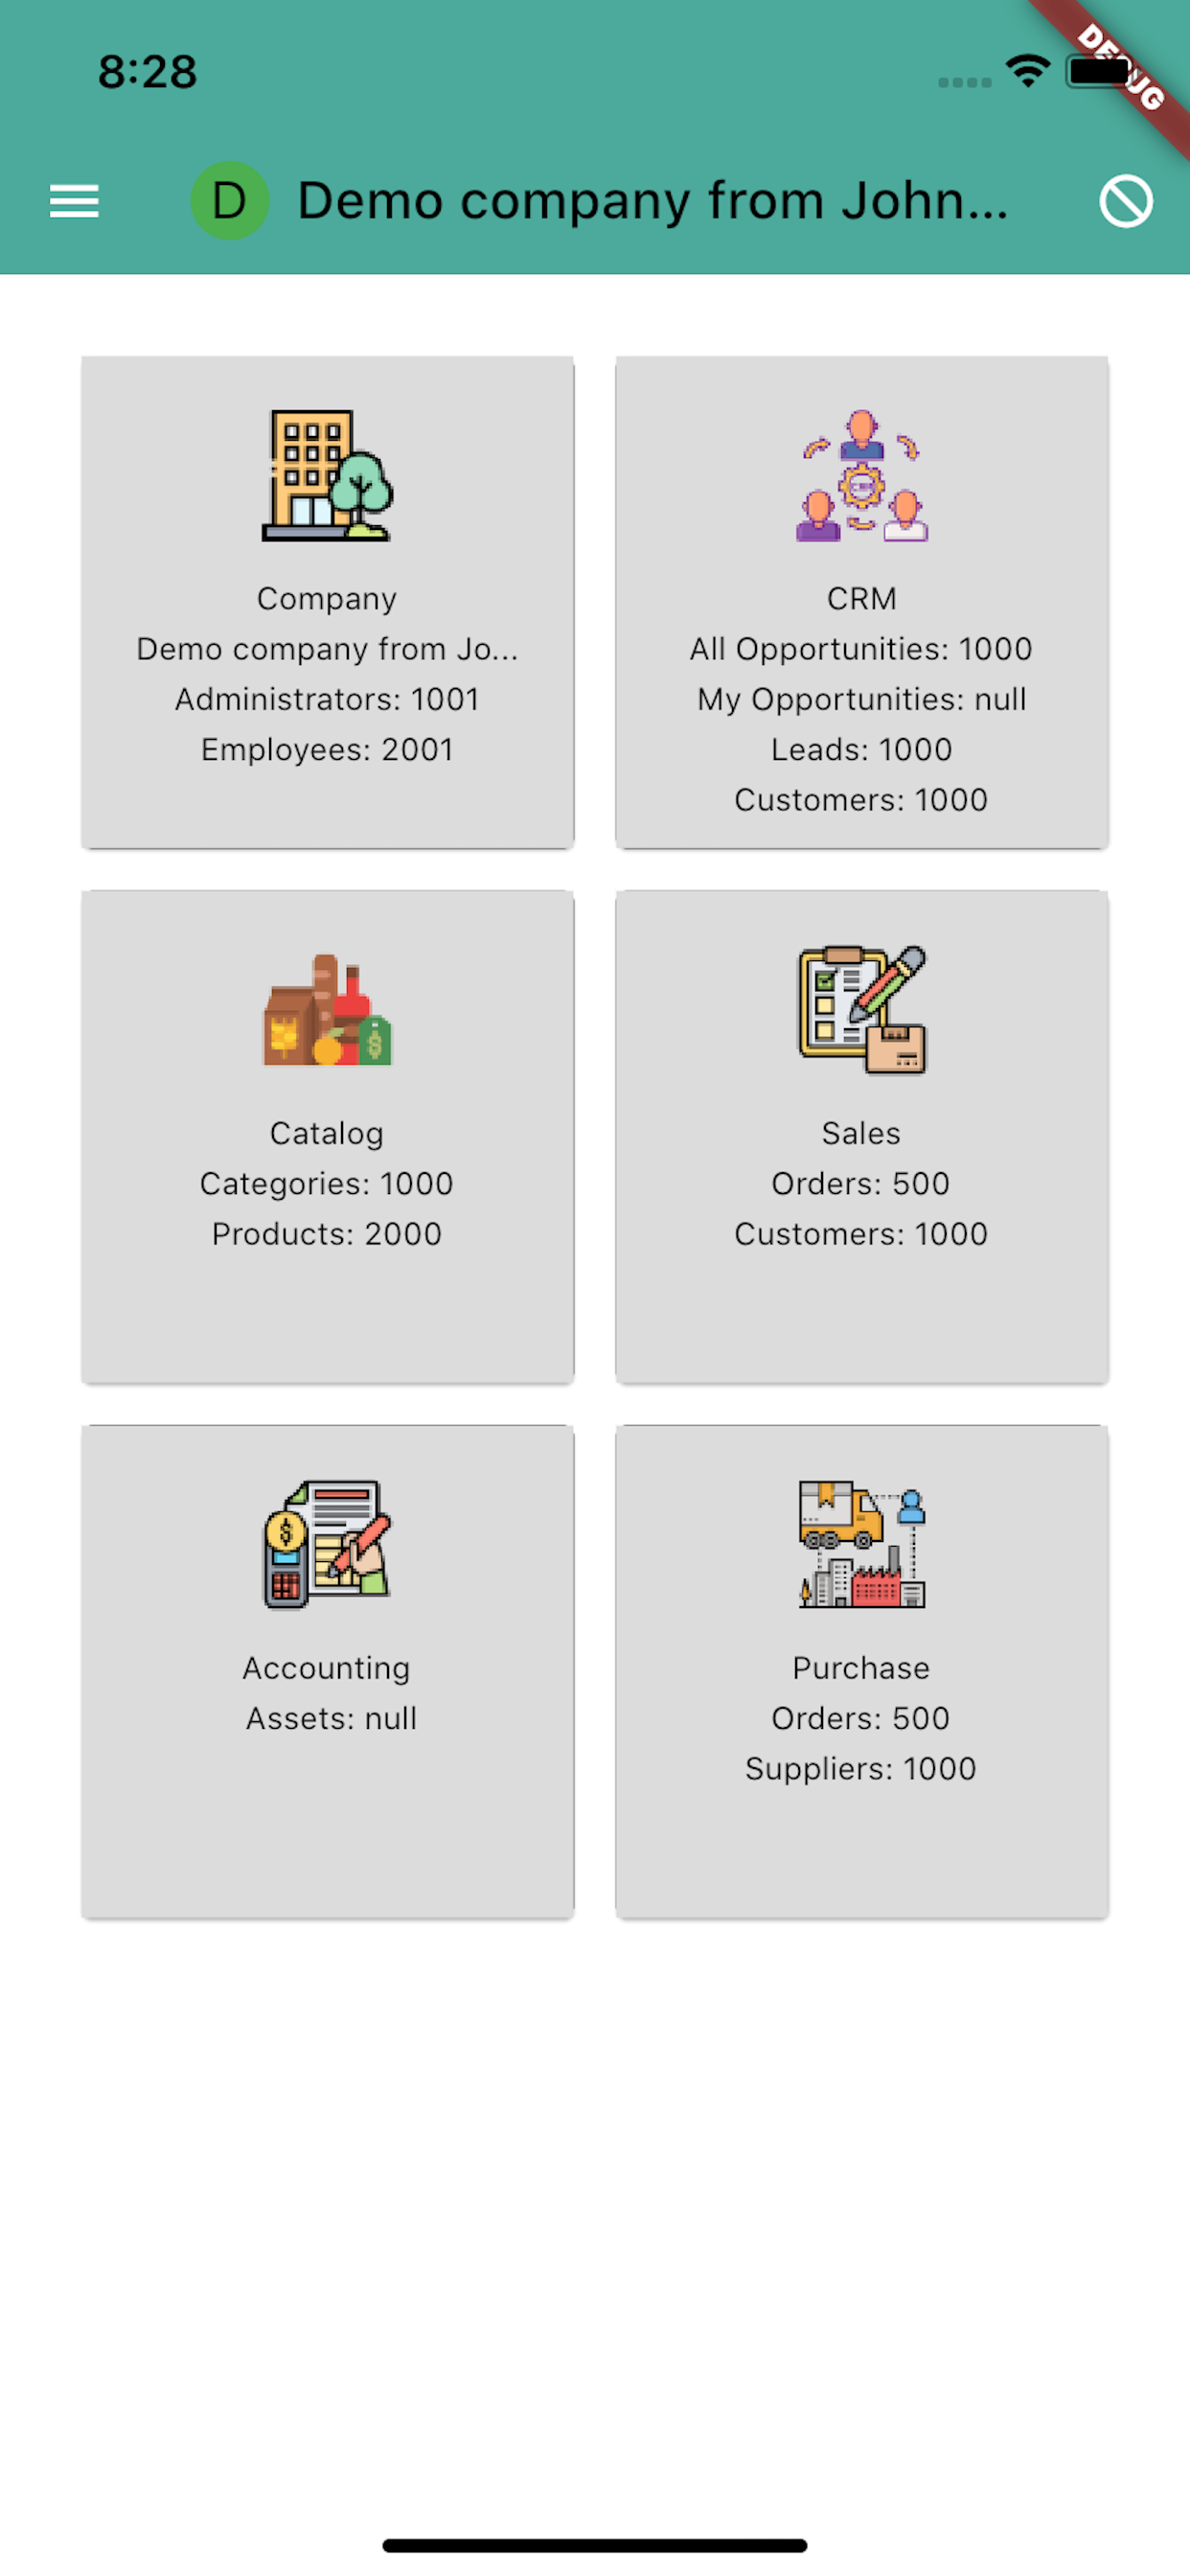 8:28
DEBUG
D Demo company from John...
Company
Demo company from Jo...
Administrators: 1001
Employees: 2001
CRM
All Opportunities: 1000
My Opportunities: null
Leads: 1000
Customers: 1000
Catalog
Categories: 1000
Products: 2000
Sales
Orders: 500
Customers: 1000
Accounting
Assets: null
Purchase
Orders: 500
Suppliers: 1000